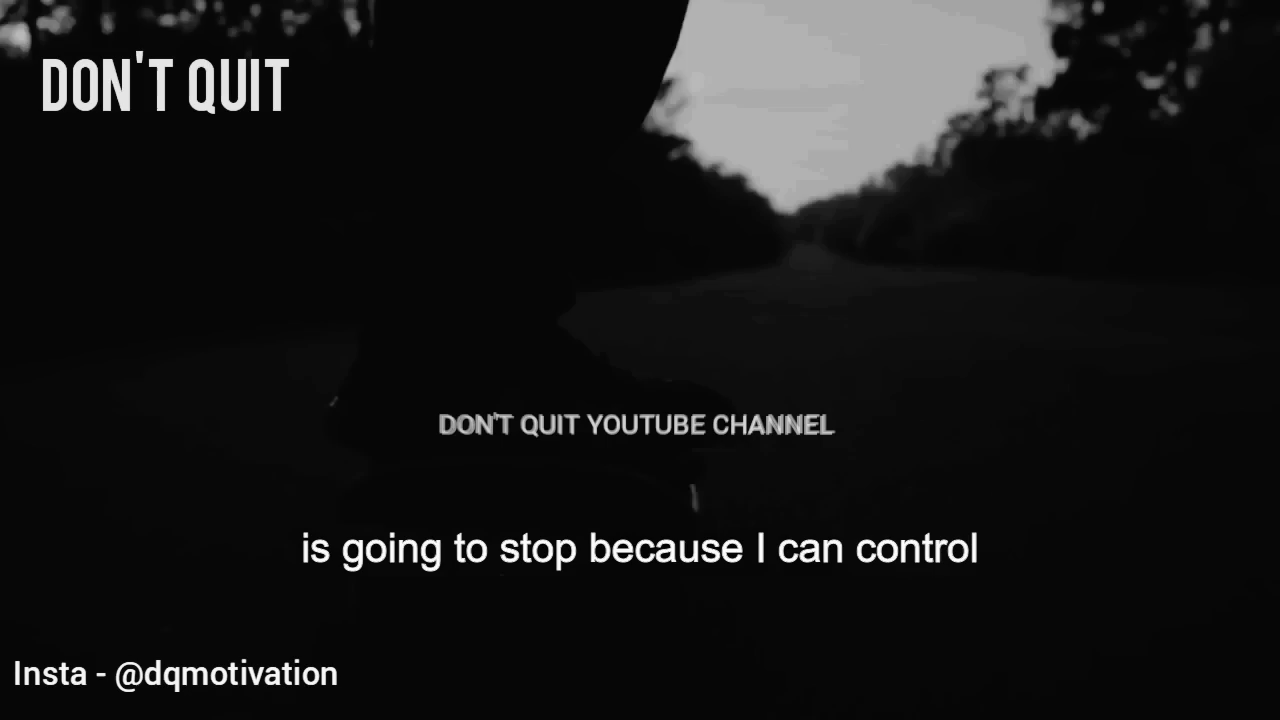 DON'T QUIT
DON'T QUIT YOUTUBE CHANNEL
is going to stop because I can control
Insta - @dqmotivation